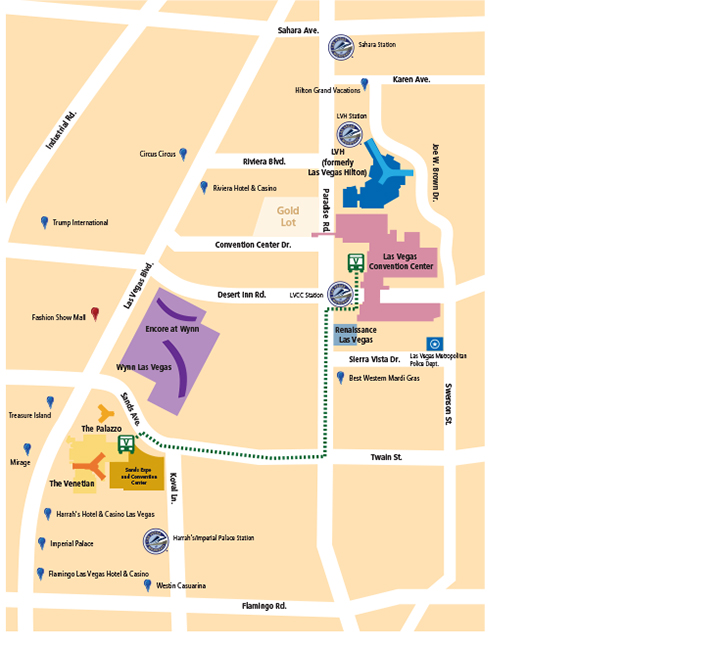 Sahara Ave.
Sahara Station
Karen Ave.
Hilton Grand Vacations
LVH Station
Industrial Rd.
Circus Circus
Riviera Blvd.
LVH
(formerly
Las Vegas Hilton)
Joe W. Brown Dr.
Riviera Hotel & Casino
Paradise Rd.
Gold
Lot
Trump International
Convention Center Dr.
Las Vegas
Convention Center
Las Vegas Blvd.
Desert Inn Rd.
LVCC Station
Fashion Show Mall
Encore at Wynn
Renaissance
Las Vegas
Las Vegas Metropolitan
Police Dept.
Sierra Vista Dr.
Wynn Las Vegas
Best Western Mardi Gras
Swenson St.
Sands Ave.
Treasure Island
The Palazzo
V
V
Mirage
Twain St.
Sands Expo
and Convention
Center
The Venetian
Koval Ln.
Harrah's Hotel & Casino Las Vegas
Imperial Palace
Harrah's/Imperial Palace Station
Flamingo Las Vegas Hotel & Casino
Westin Casuarina
Flamingo Rd.